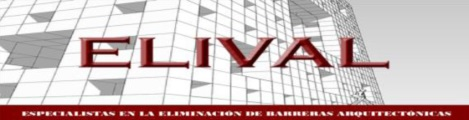 ELIVAL
ESPECIALISTAS EN LA ELIMINACIÓN DE BARRERAS ARQUITECTÓNICAS